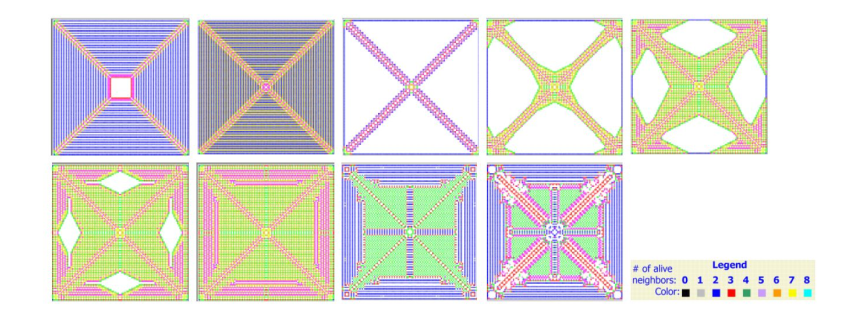 Legend
# of alive
neighbors: 0 1 2 3 4 5 6 7 8
Color: